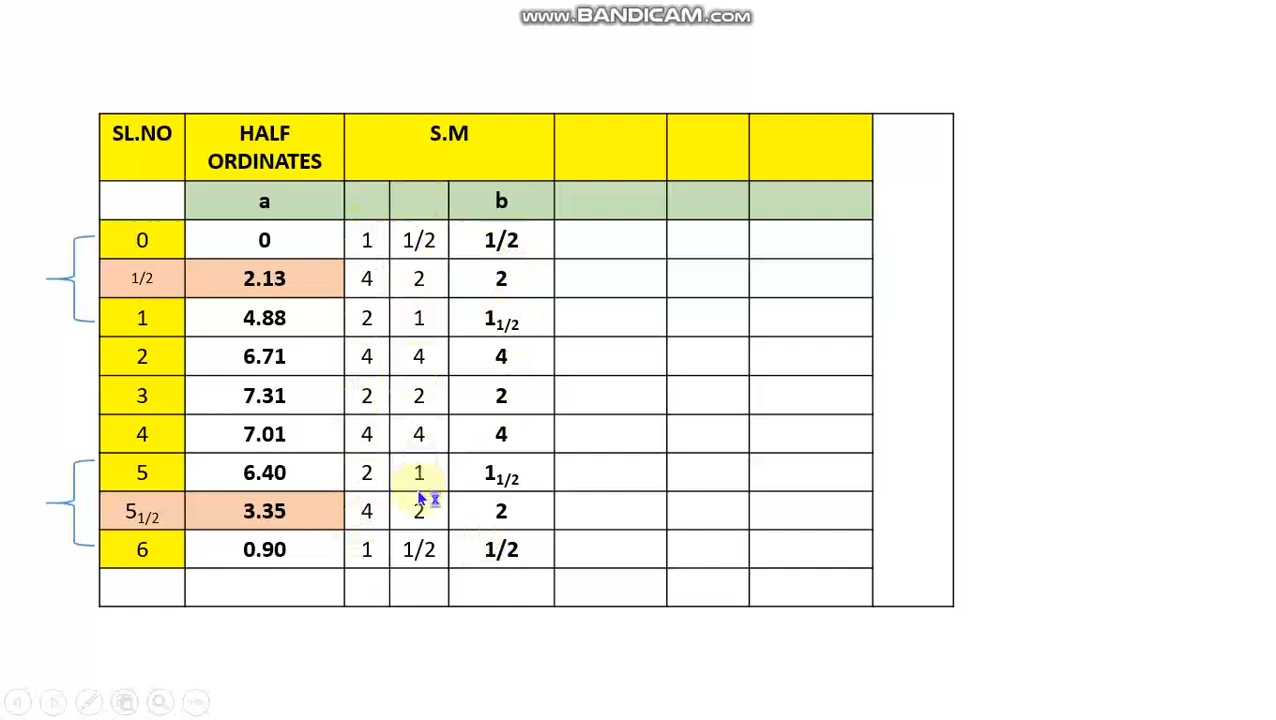 www.BANDICAM.com
SL.NO HALF ORDINATES S.M
a b
0 0 1 1/2 1/2
1/2 2.13 4 2 2
1 4.88 2 1 1 1/2
2 6.71 4 4 4
3 7.31 2 2 2
4 7.01 4 4 4
5 6.40 2 1 1 1/2
5 1/2 3.35 4 2 2
6 0.90 1 1/2 1/2